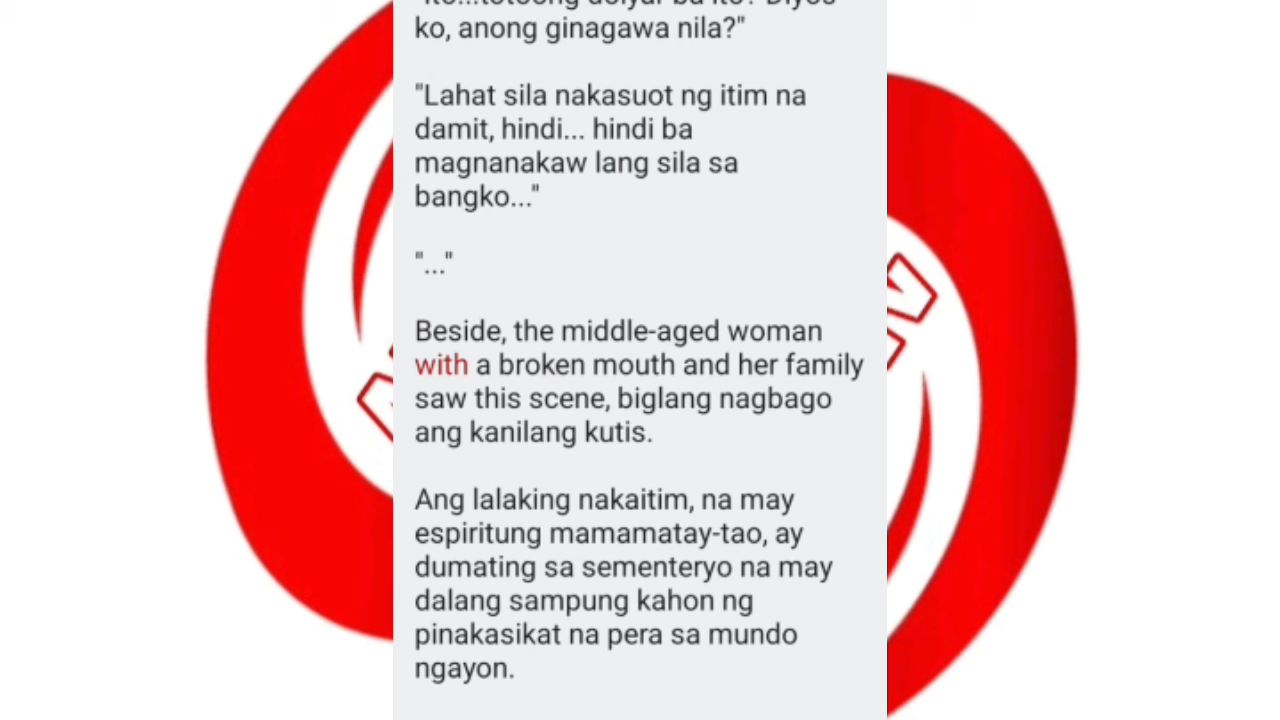 ko, anong ginagawa nila?"
"Lahat sila nakasuot ng itim na
damit, hindi... hindi ba
magnanakaw lang sila sa
bangko..."
"..."
Beside, the middle-aged woman
with a broken mouth and her family
saw this scene, biglang nagbago
ang kanilang kutis.
Ang lalaking nakaitim, na may
espiritung mamamatay-tao, ay
dumating sa sementeryo na may
dalang sampung kahon ng
pinakasikat na pera sa mundo
ngayon.